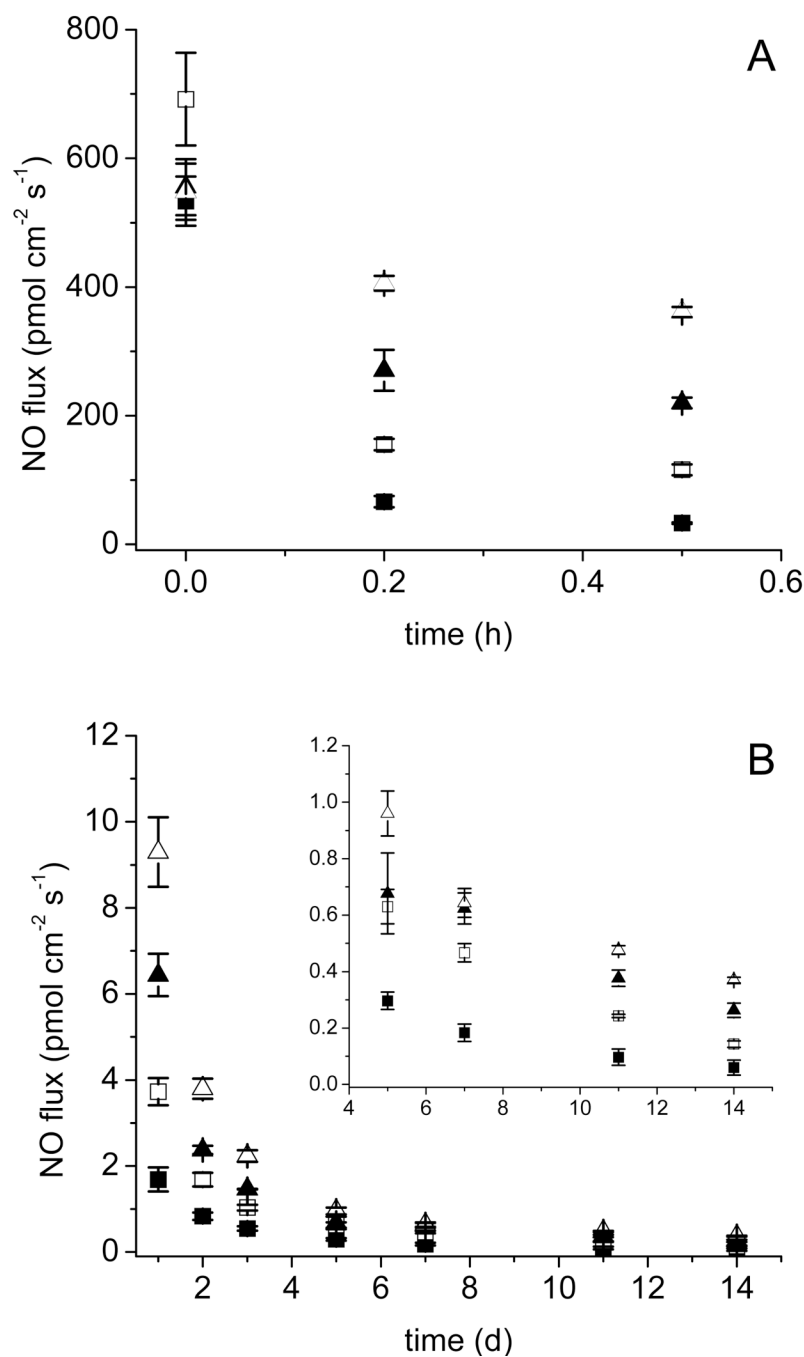 A
800
600
400
200
0
NO flux (pmol cm⁻² s⁻¹)
0.0 0.2 0.4 0.6
time (h)
B
12
10
8
6
4
2
0
NO flux (pmol cm⁻² s⁻¹)
1.2
1.0
0.8
0.6
0.4
0.2
0.0
4 6 8 10 12 14
2 4 6 8 10 12 14
time (d)